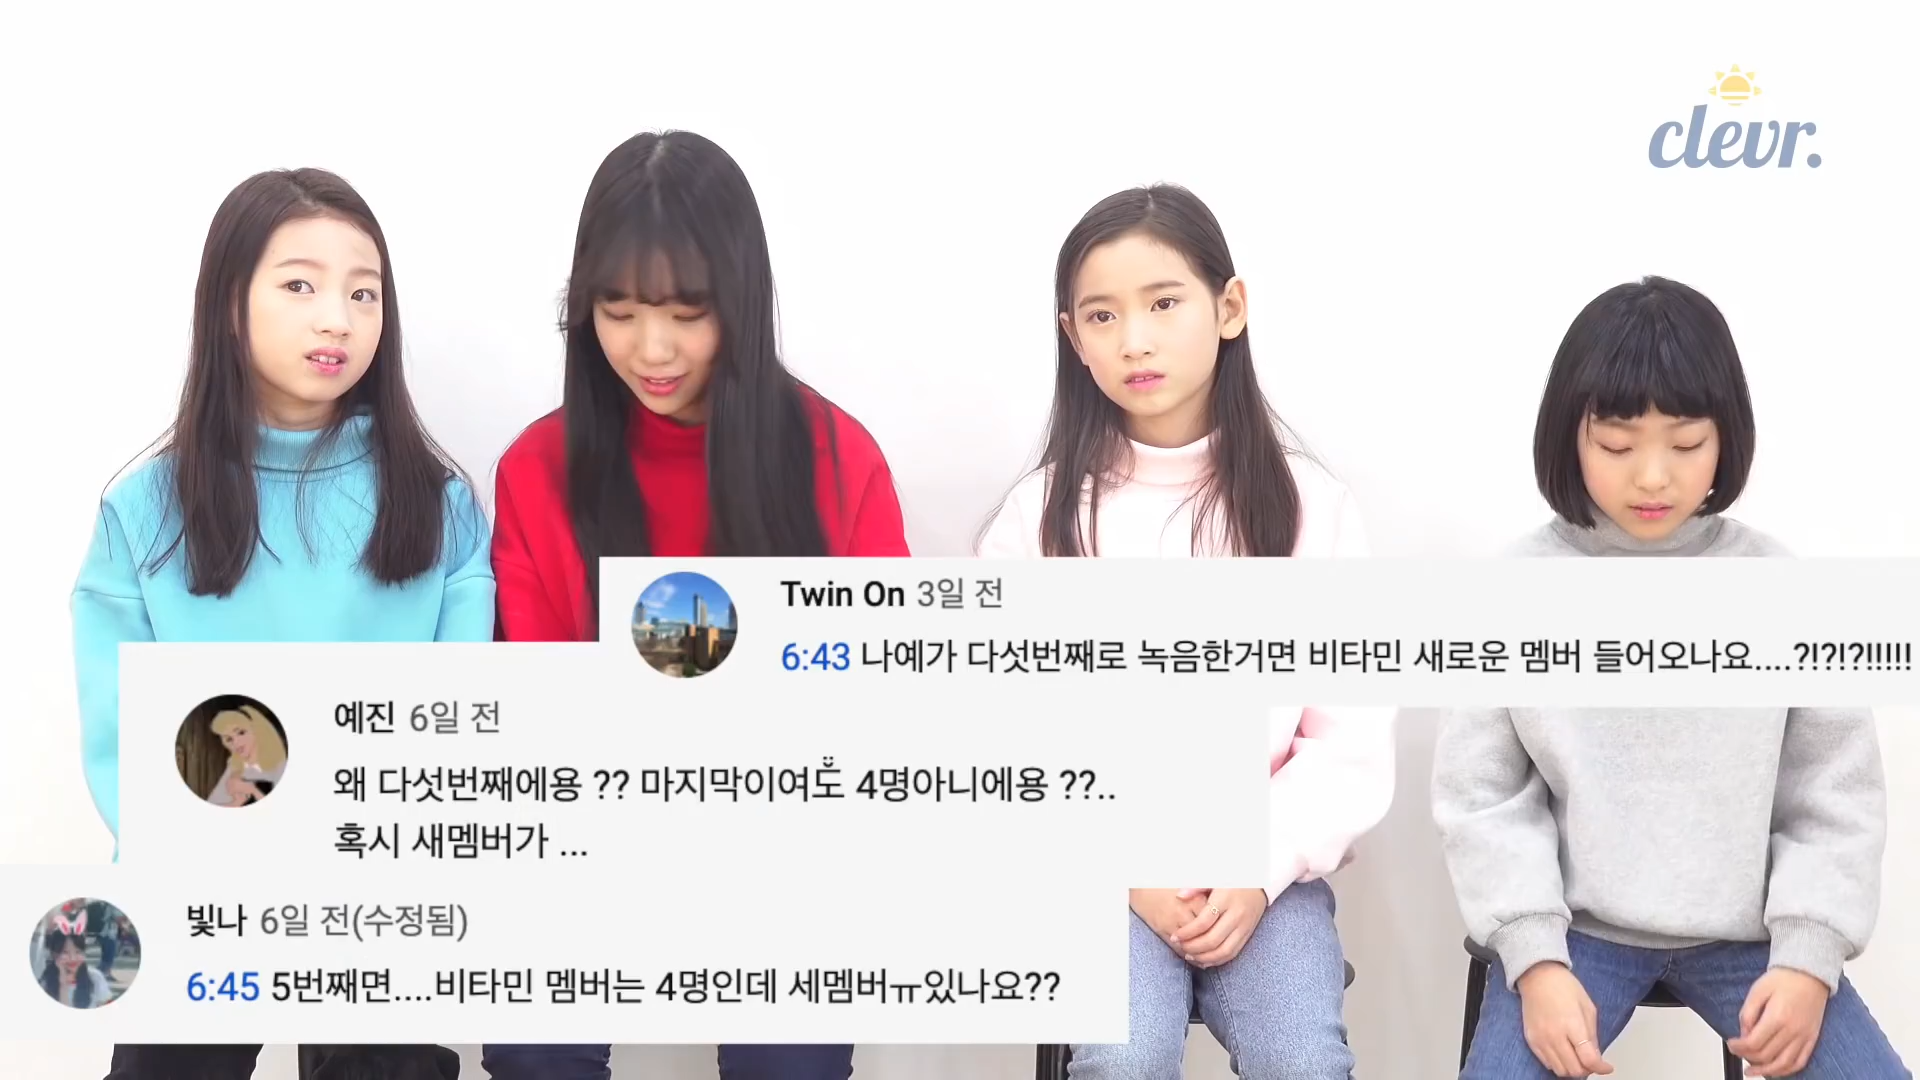 clevr.
Twin On 3일 전
6:43 나예가 다섯번째로 녹음한거면 비타민 새로운 멤버 들어오나요....?!?!?!!!!!
예진 6일 전
왜 다섯번째에용 ?? 마지막이여도 4명아니에용 ??..
혹시 새멤버가 ...
빛나 6일 전(수정됨)
6:45 5번째면....비타민 멤버는 4명인데 세멤버ㅠ있나요??